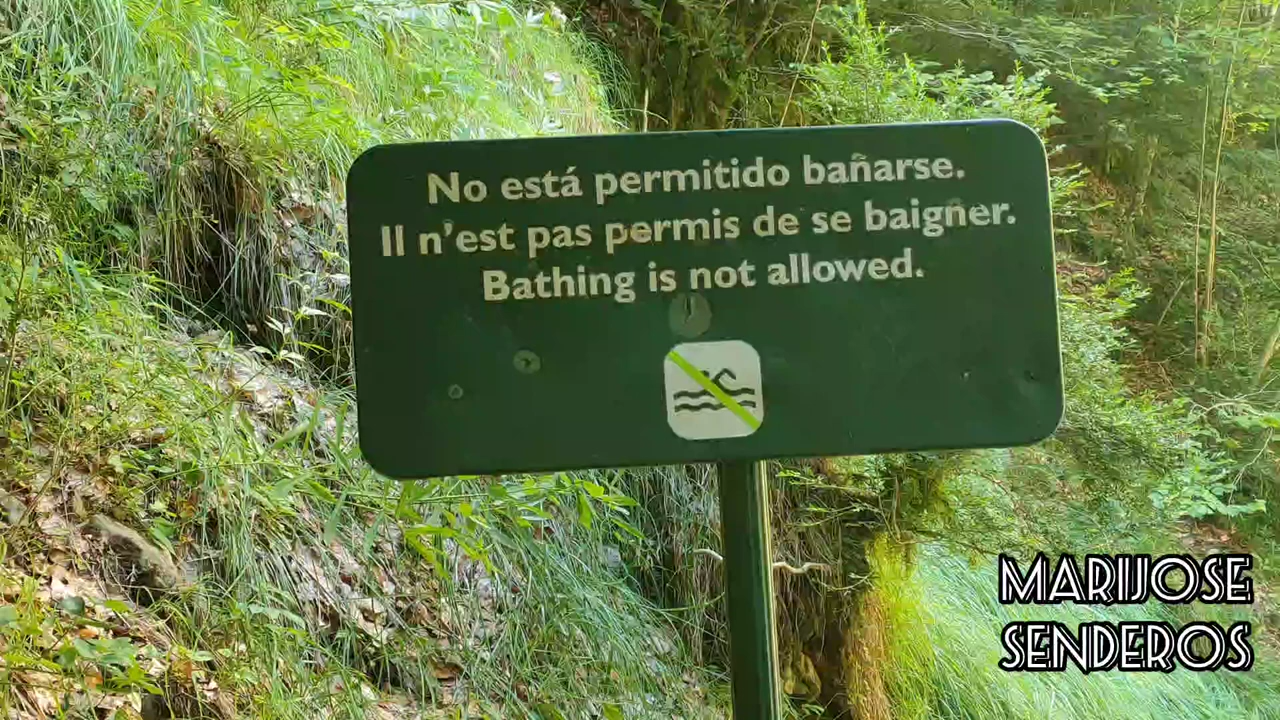 No está permitido bañarse.
Il n'est pas permis de se baigner.
Bathing is not allowed.
MARIJOSE
SENDEROS